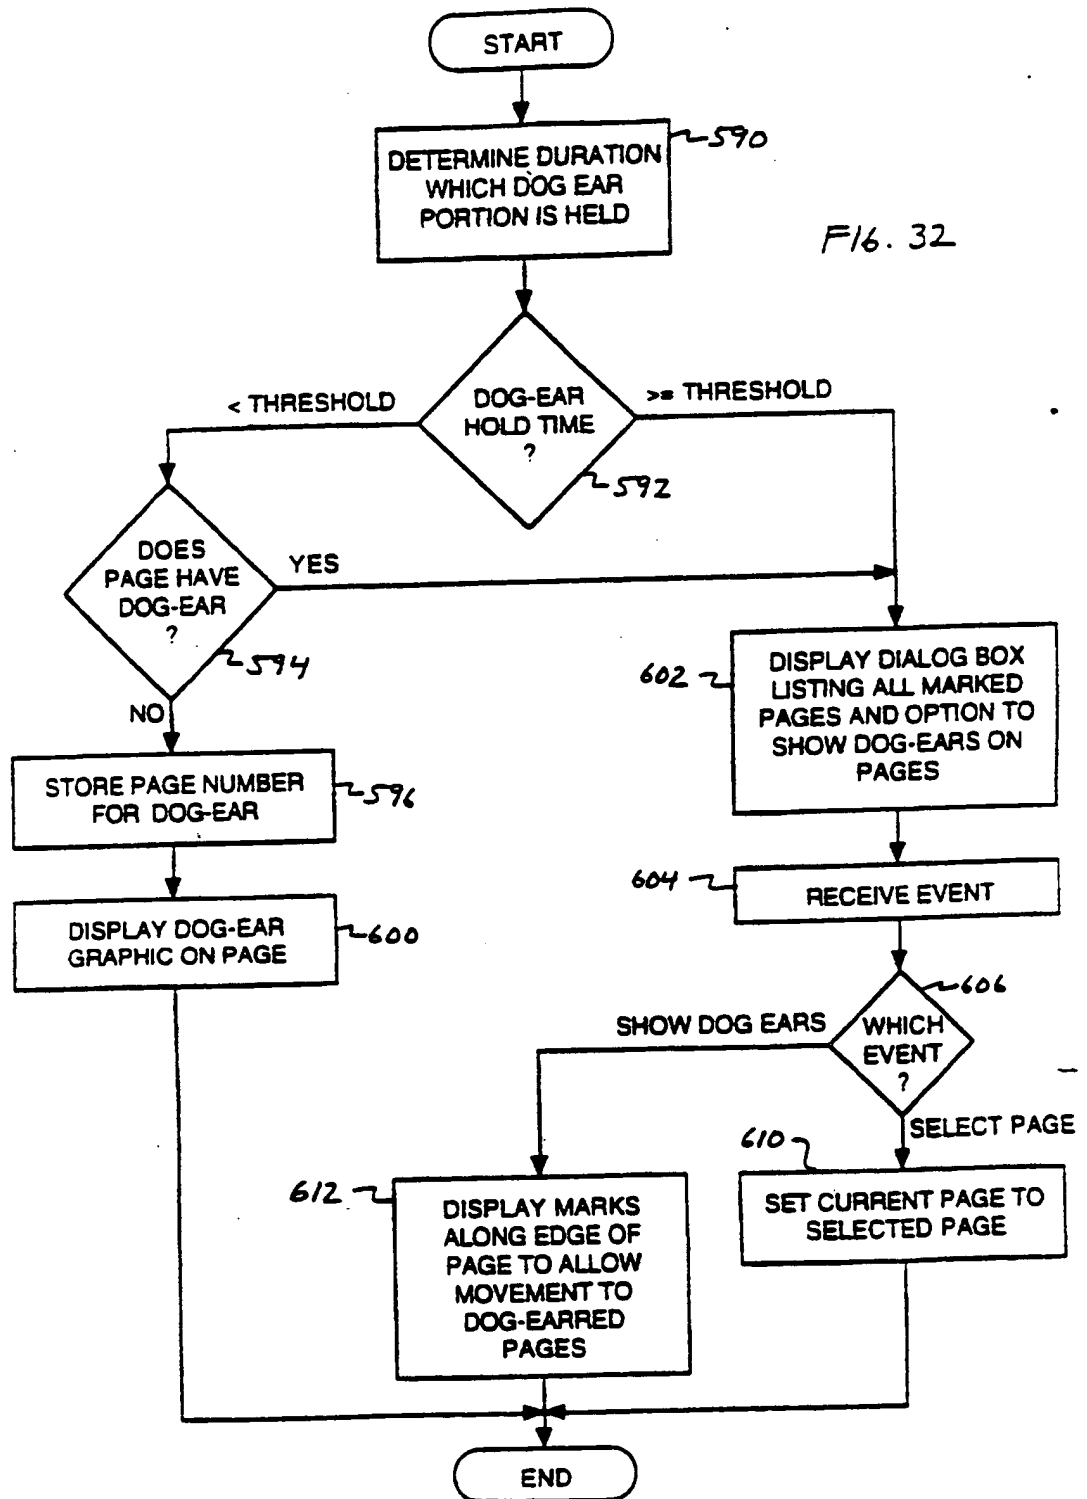 START
DETERMINE DURATION
WHICH DOG EAR
PORTION IS HELD
590
FIG. 32
< THRESHOLD
DOG-EAR
HOLD TIME
?
>= THRESHOLD
592
DOES
PAGE HAVE
DOG-EAR
?
YES
594
NO
602
DISPLAY DIALOG BOX
LISTING ALL MARKED
PAGES AND OPTION TO
SHOW DOG-EARS ON
PAGES
STORE PAGE NUMBER
FOR DOG-EAR
596
604
RECEIVE EVENT
DISPLAY DOG-EAR
GRAPHIC ON PAGE
600
606
SHOW DOG EARS
WHICH
EVENT
?
SELECT PAGE
610
SET CURRENT PAGE TO
SELECTED PAGE
612
DISPLAY MARKS
ALONG EDGE OF
PAGE TO ALLOW
MOVEMENT TO
DOG-EARRED
PAGES
END